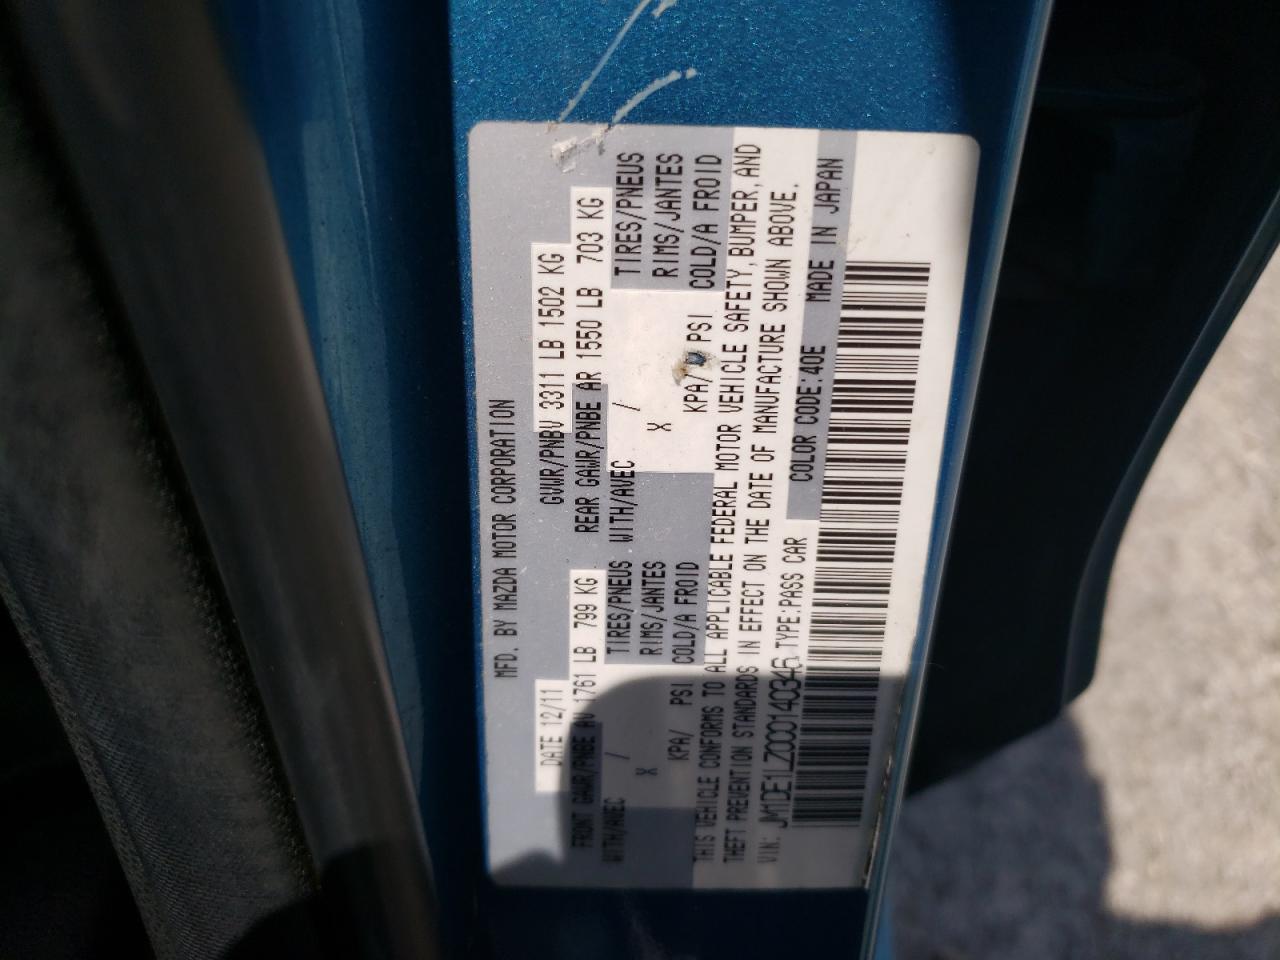 MFD. BY MAZDA MOTOR CORPORATION
DATE 12/11 GVWR/PNBV 3311 LB 1502 KG
FRONT GAWR/PNBE AV 1761 LB 799 KG REAR GAWR/PNBE AR 1550 LB 703 KG
WITH/AVEC / TIRES/PNEUS WITH/AVEC / TIRES/PNEUS
X RIMS/JANTES X RIMS/JANTES
KPA/ PSI COLD/A FROID KPA/ PSI COLD/A FROID
THIS VEHICLE CONFORMS TO ALL APPLICABLE FEDERAL MOTOR VEHICLE SAFETY, BUMPER, AND
THEFT PREVENTION STANDARDS IN EFFECT ON THE DATE OF MANUFACTURE SHOWN ABOVE.
VIN: JM1DE1LZ0C0140346 TYPE:PASS CAR COLOR CODE:40E MADE IN JAPAN